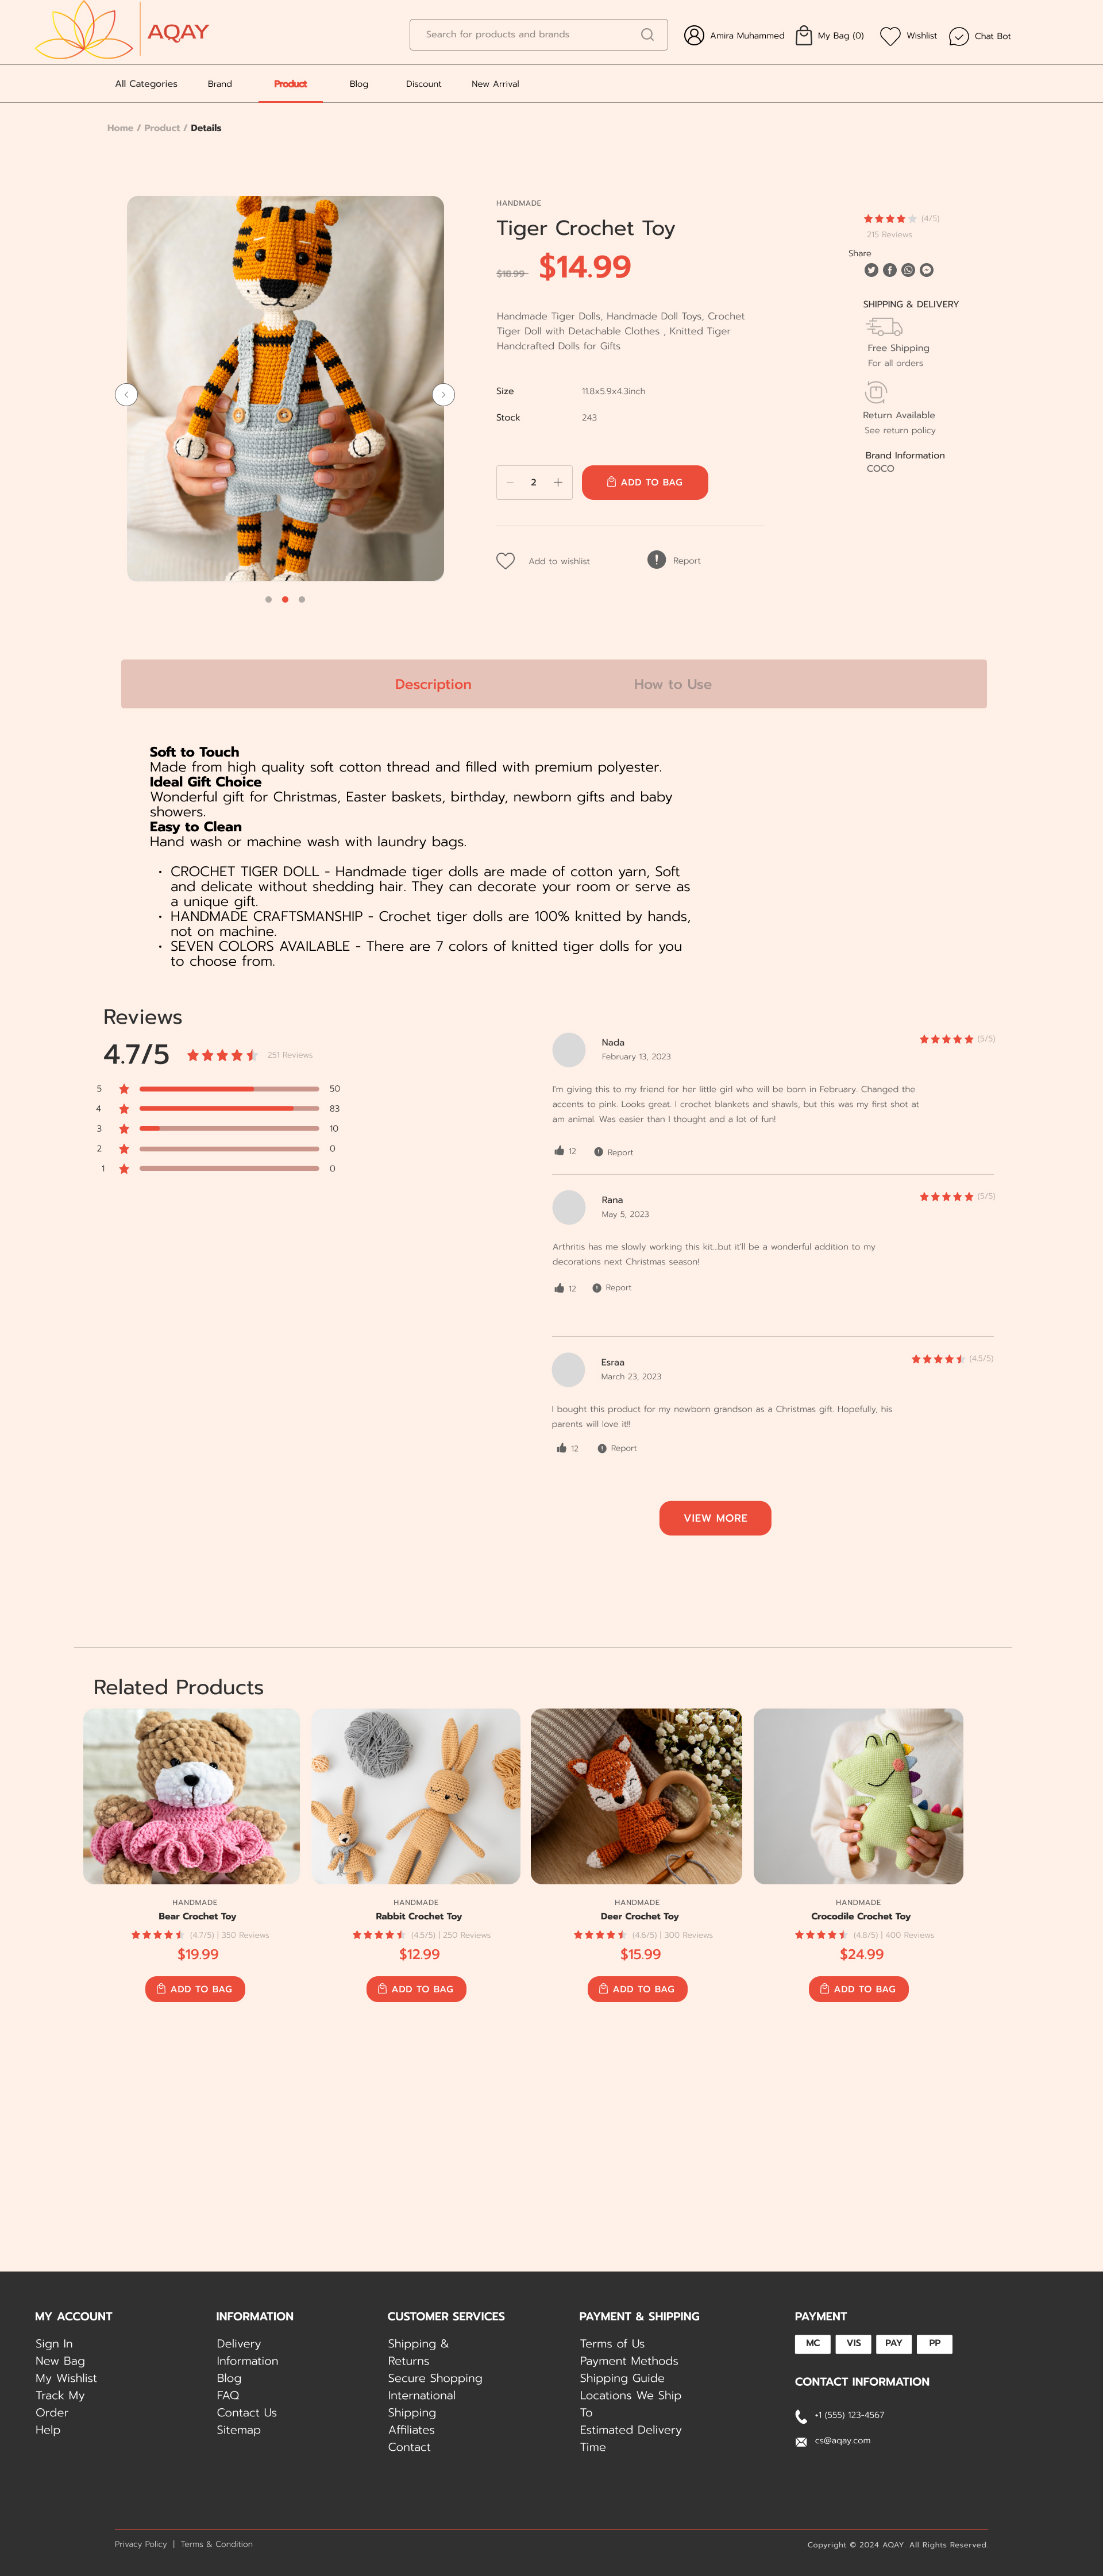 AQAY
Search for products and brands
Amira Muhammed
My Bag (0)
Wishlist
Chat Bot
All Categories
Brand
Product
Blog
Discount
New Arrival
Home / Product / Details
HANDMADE
Tiger Crochet Toy
$18.99 $14.99
Handmade Tiger Dolls, Handmade Doll Toys, Crochet
Tiger Doll with Detachable Clothes , Knitted Tiger
Handcrafted Dolls for Gifts
Size 11.8x5.9x4.3inch
Stock 243
2
ADD TO BAG
Add to wishlist
Report
(4/5)
215 Reviews
Share
SHIPPING & DELIVERY
Free Shipping
For all orders
Return Available
See return policy
Brand Information
COCO
Description
How to Use
Soft to Touch
Made from high quality soft cotton thread and filled with premium polyester.
Ideal Gift Choice
Wonderful gift for Christmas, Easter baskets, birthday, newborn gifts and baby
showers.
Easy to Clean
Hand wash or machine wash with laundry bags.
• CROCHET TIGER DOLL - Handmade tiger dolls are made of cotton yarn, Soft
and delicate without shedding hair. They can decorate your room or serve as
a unique gift.
• HANDMADE CRAFTSMANSHIP - Crochet tiger dolls are 100% knitted by hands,
not on machine.
• SEVEN COLORS AVAILABLE - There are 7 colors of knitted tiger dolls for you
to choose from.
Reviews
4.7/5
251 Reviews
5 50
4 83
3 10
2 0
1 0
Nada
February 13, 2023
(5/5)
I'm giving this to my friend for her little girl who will be born in February. Changed the
accents to pink. Looks great. I crochet blankets and shawls, but this was my first shot at
am animal. Was easier than I thought and a lot of fun!
12 Report
Rana
May 5, 2023
(5/5)
Arthritis has me slowly working this kit...but it'll be a wonderful addition to my
decorations next Christmas season!
12 Report
Esraa
March 23, 2023
(4.5/5)
I bought this product for my newborn grandson as a Christmas gift. Hopefully, his
parents will love it!!
12 Report
VIEW MORE
Related Products
HANDMADE
Bear Crochet Toy
(4.7/5) | 350 Reviews
$19.99
ADD TO BAG
HANDMADE
Rabbit Crochet Toy
(4.5/5) | 250 Reviews
$12.99
ADD TO BAG
HANDMADE
Deer Crochet Toy
(4.6/5) | 300 Reviews
$15.99
ADD TO BAG
HANDMADE
Crocodile Crochet Toy
(4.8/5) | 400 Reviews
$24.99
ADD TO BAG
MY ACCOUNT
Sign In
New Bag
My Wishlist
Track My
Order
Help
INFORMATION
Delivery
Information
Blog
FAQ
Contact Us
Sitemap
CUSTOMER SERVICES
Shipping &
Returns
Secure Shopping
International
Shipping
Affiliates
Contact
PAYMENT & SHIPPING
Terms of Us
Payment Methods
Shipping Guide
Locations We Ship
To
Estimated Delivery
Time
PAYMENT
MC VIS PAY PP
CONTACT INFORMATION
+1 (555) 123-4567
cs@aqay.com
Privacy Policy | Terms & Condition
Copyright © 2024 AQAY. All Rights Reserved.